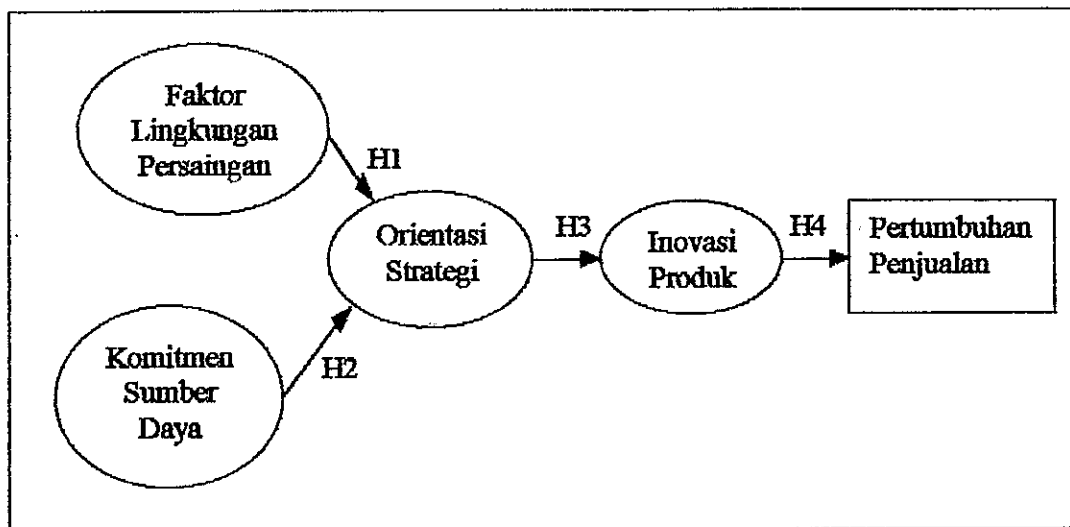 Faktor
Lingkungan
Persaingan
H1
Orientasi
Strategi
H3
Inovasi
Produk
H4
Pertumbuhan
Penjualan
Komitmen
Sumber
Daya
H2